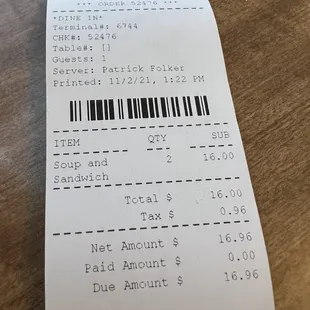 *** ORDER 52476 ***
*DINE IN*
Terminal#: 6744
CHK#: 52476
Table#: []
Guests: 1
Server: Patrick Folker
Printed: 11/2/21, 1:22 PM
ITEM QTY SUB
Soup and 2 16.00
Sandwich
Total $ 16.00
Tax $ 0.96
Net Amount $ 16.96
Paid Amount $ 0.00
Due Amount $ 16.96